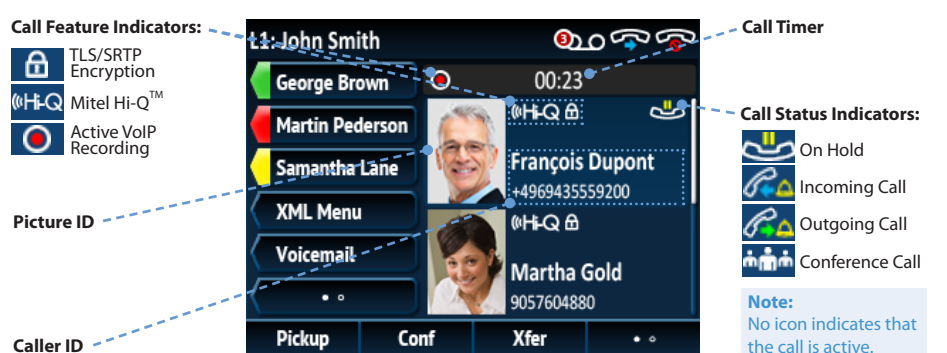 Call Feature Indicators:
TLS/SRTP
Encryption
((Hi-Q Mitel Hi-Q™
Active VoIP
Recording
Picture ID
Caller ID
L1: John Smith
3
S
George Brown
00:23
Martin Pederson
((Hi-Q
Samantha Lane
François Dupont
+4969435559200
XML Menu
((Hi-Q
Voicemail
Martha Gold
9057604880
Pickup Conf Xfer
Call Timer
Call Status Indicators:
On Hold
Incoming Call
Outgoing Call
Conference Call
Note:
No icon indicates that
the call is active.